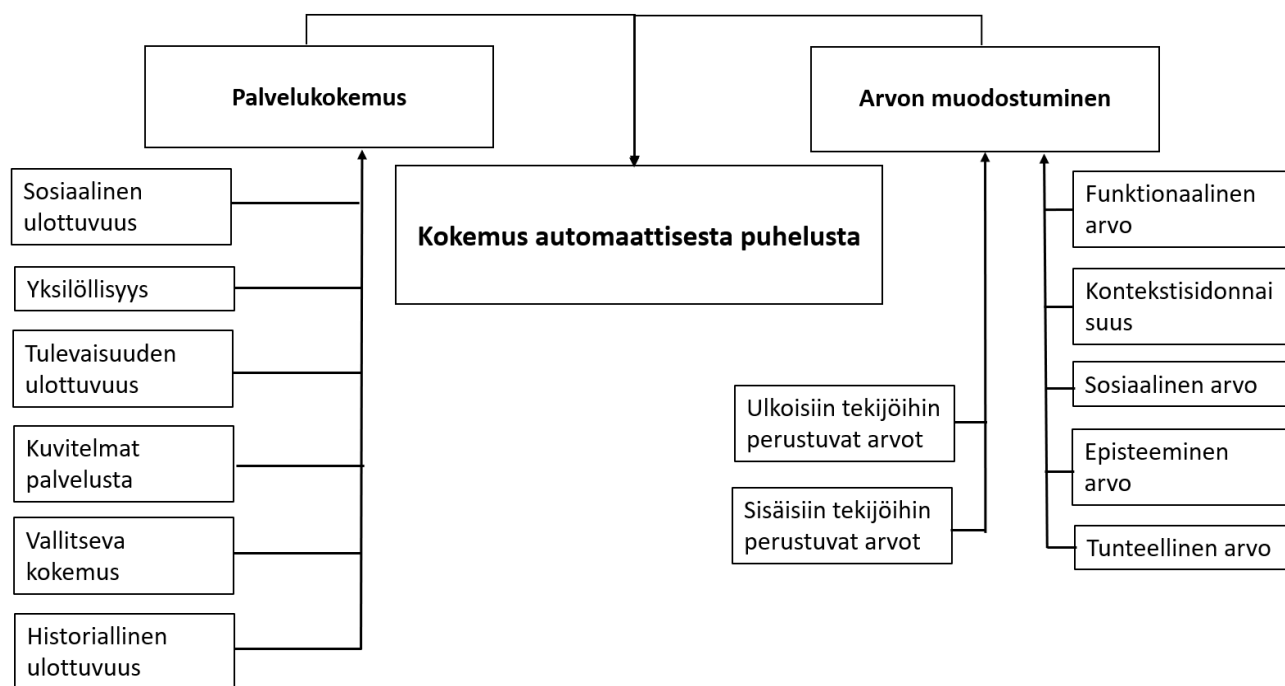 Palvelukokemus
Arvon muodostuminen
Kokemus automaattisesta puhelusta
Sosiaalinen
ulottuvuus
Yksilöllisyys
Tulevaisuuden
ulottuvuus
Kuvitelmat
palvelusta
Vallitseva
kokemus
Historiallinen
ulottuvuus
Ulkoisiin tekijöihin
perustuvat arvot
Sisäisiin tekijöihin
perustuvat arvot
Funktionaalinen
arvo
Kontekstisidonnai
suus
Sosiaalinen arvo
Episteeminen
arvo
Tunteellinen arvo